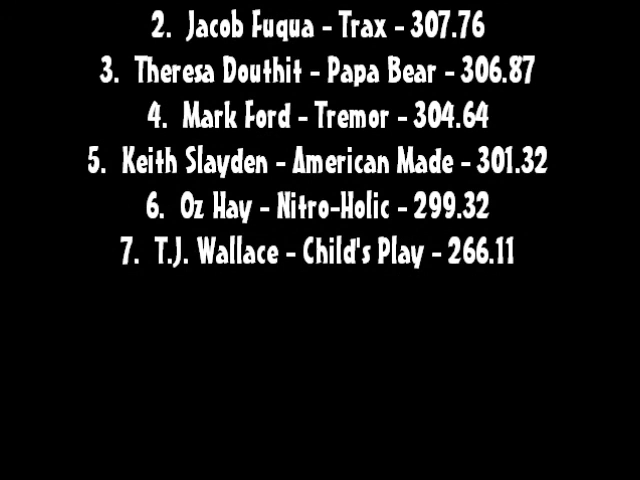 2. Jacob Fuqua - Trax - 307.76
3. Theresa Douthit - Papa Bear - 306.87
4. Mark Ford - Tremor - 304.64
5. Keith Slayden - American Made - 301.32
6. Oz Hay - Nitro-Holic - 299.32
7. T.J. Wallace - Child's Play - 266.11